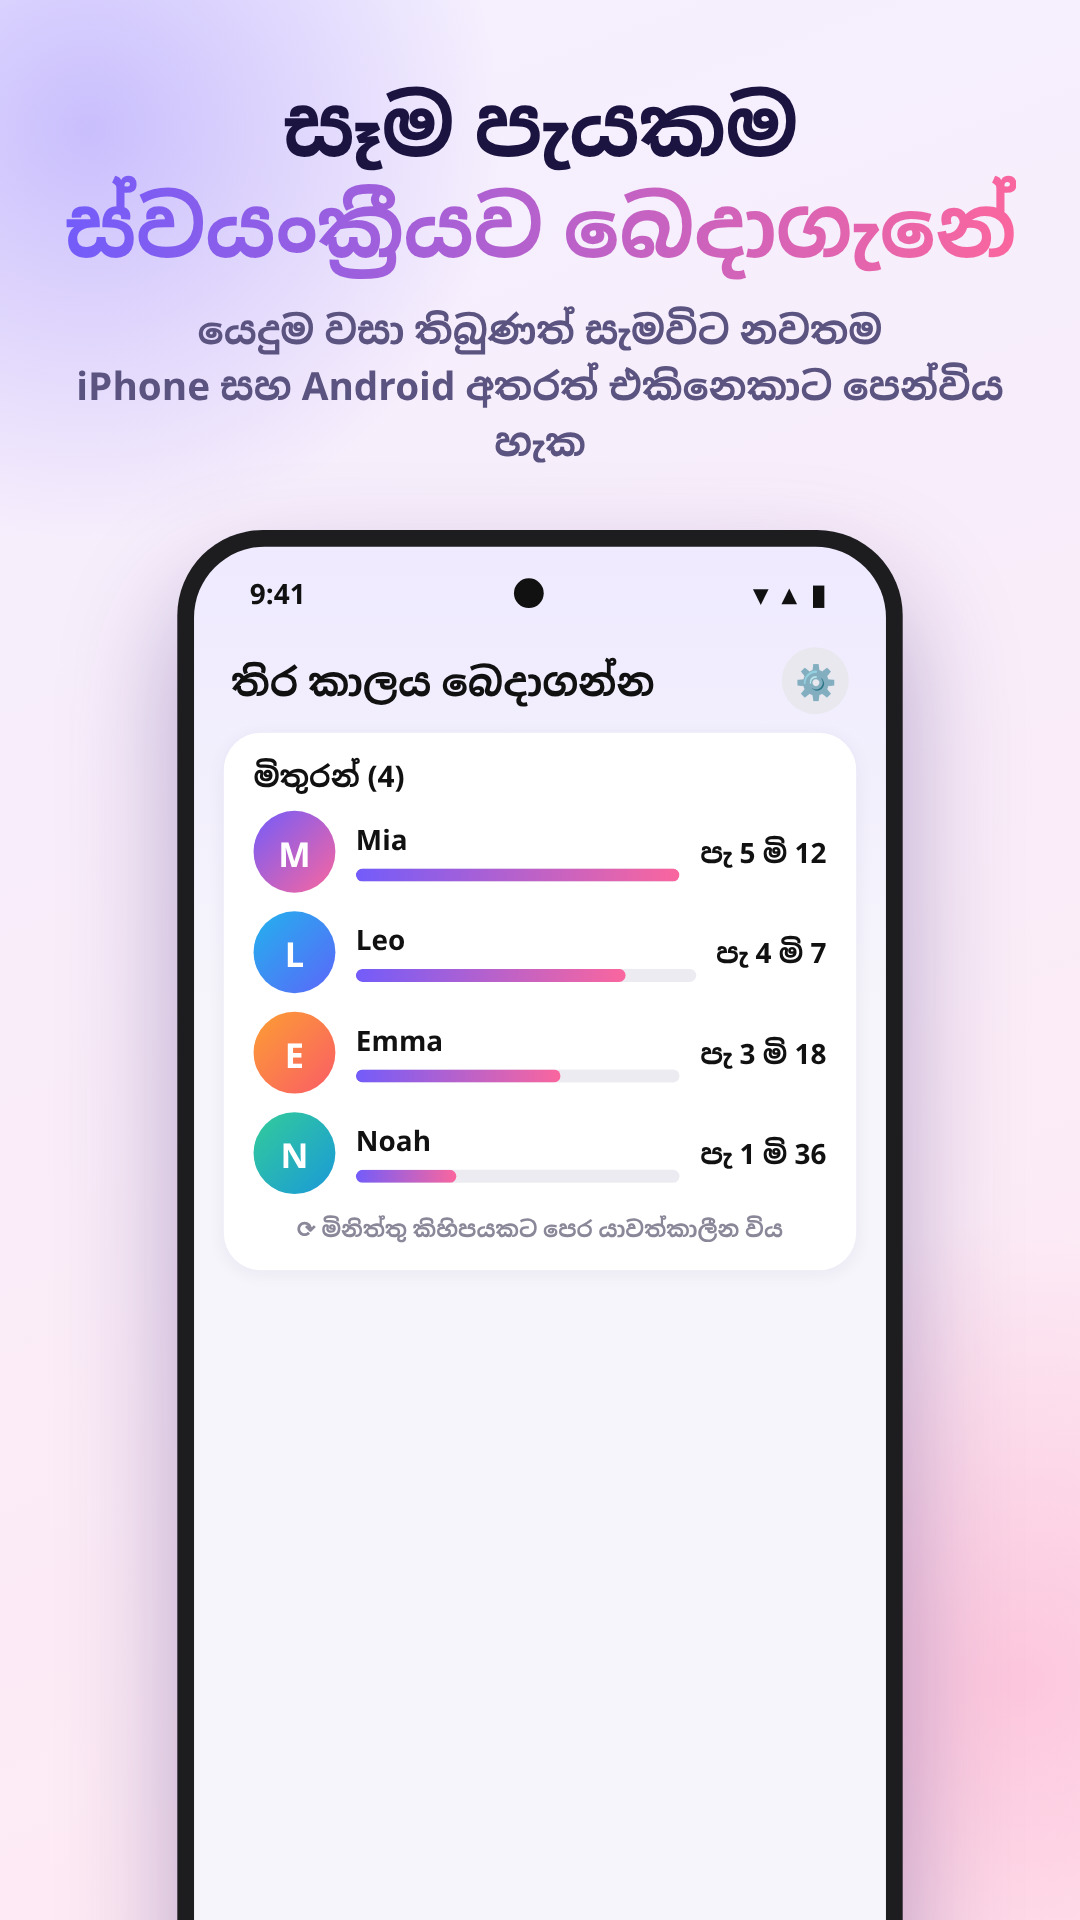 සෑම පැයකම
ස්වයංක්‍රීයව බෙදාගැනේ
යෙදුම වසා තිබුණත් සැමවිට නවතම
iPhone සහ Android අතරත් එකිනෙකාට පෙන්විය
හැක
9:41
තිර කාලය බෙදාගන්න
මිතුරන් (4)
M
Mia
පැ 5 මි 12
L
Leo
පැ 4 මි 7
E
Emma
පැ 3 මි 18
N
Noah
පැ 1 මි 36
⟳ මිනිත්තු කිහිපයකට පෙර යාවත්කාලීන විය